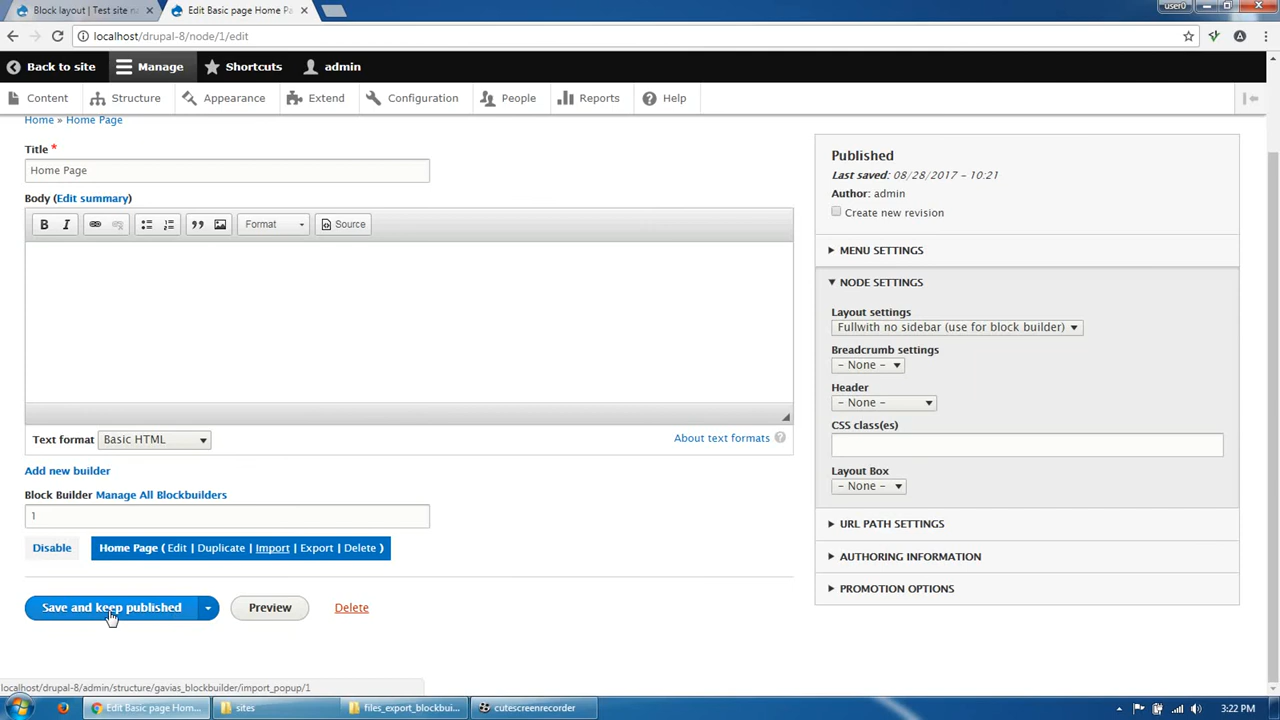 Block layout | Test site na
Edit Basic page Home Pa
user0
localhost/drupal-8/node/1/edit
Back to site
Manage
Shortcuts
admin
Content
Structure
Appearance
Extend
Configuration
People
Reports
Help
Home » Home Page
Title *
Home Page
Body (Edit summary)
B I Format Source
Text format Basic HTML
About text formats ?
Add new builder
Block Builder Manage All Blockbuilders
1
Disable
Home Page ( Edit | Duplicate | Import | Export | Delete )
Save and keep published
Preview
Delete
Published
Last saved: 08/28/2017 - 10:21
Author: admin
Create new revision
MENU SETTINGS
NODE SETTINGS
Layout settings
Fullwith no sidebar (use for block builder)
Breadcrumb settings
- None -
Header
- None -
CSS class(es)
Layout Box
- None -
URL PATH SETTINGS
AUTHORING INFORMATION
PROMOTION OPTIONS
localhost/drupal-8/admin/structure/gavias_blockbuilder/import_popup/1
Edit Basic page Hom...
sites
files_export_blockbui...
cutescreenrecorder
3:22 PM